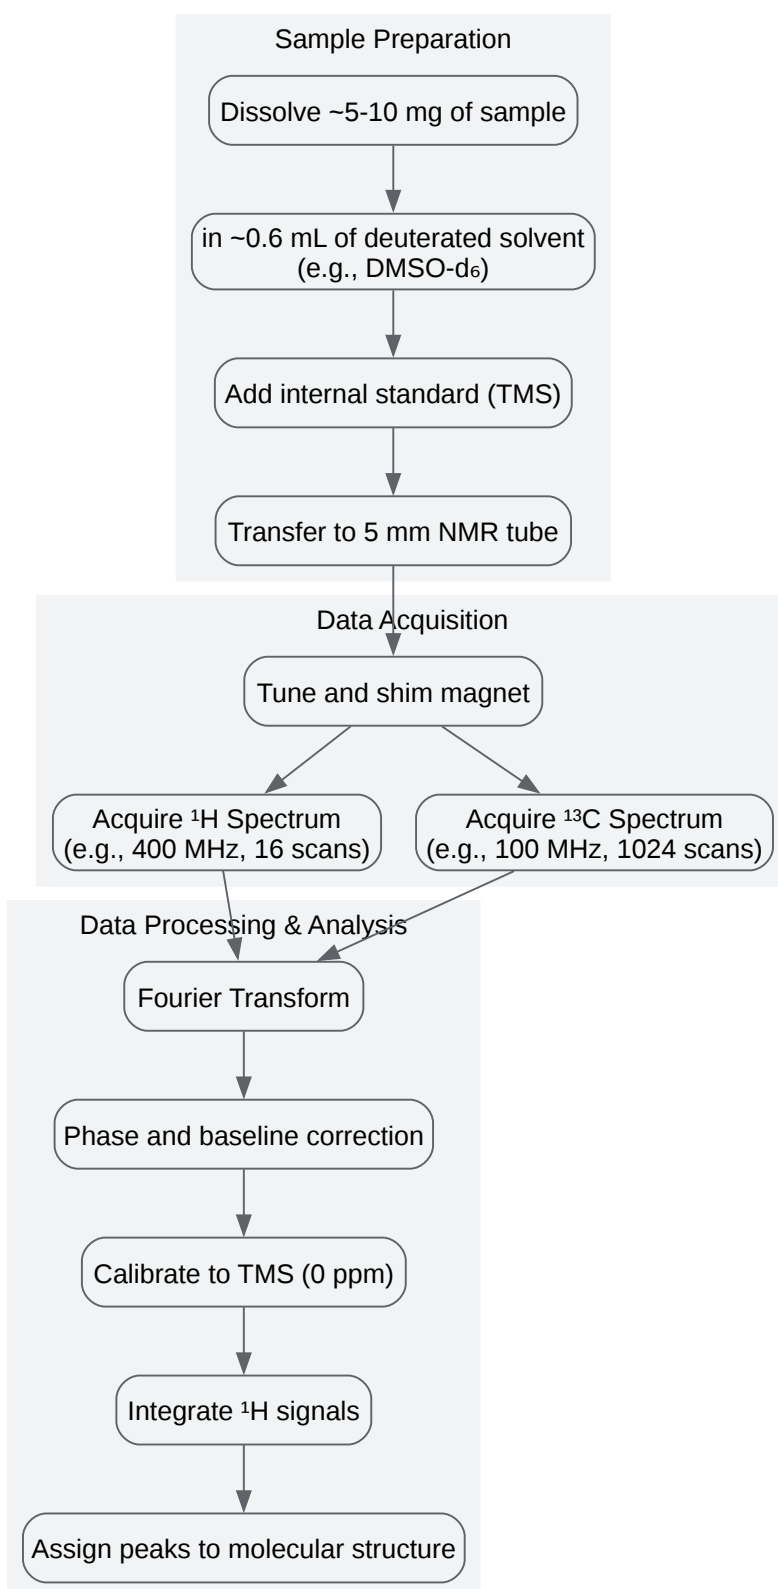 Sample Preparation
Dissolve ~5-10 mg of sample
in ~0.6 mL of deuterated solvent
(e.g., DMSO-d₆)
Add internal standard (TMS)
Transfer to 5 mm NMR tube
Data Acquisition
Tune and shim magnet
Acquire ¹H Spectrum
(e.g., 400 MHz, 16 scans)
Acquire ¹³C Spectrum
(e.g., 100 MHz, 1024 scans)
Data Processing & Analysis
Fourier Transform
Phase and baseline correction
Calibrate to TMS (0 ppm)
Integrate ¹H signals
Assign peaks to molecular structure